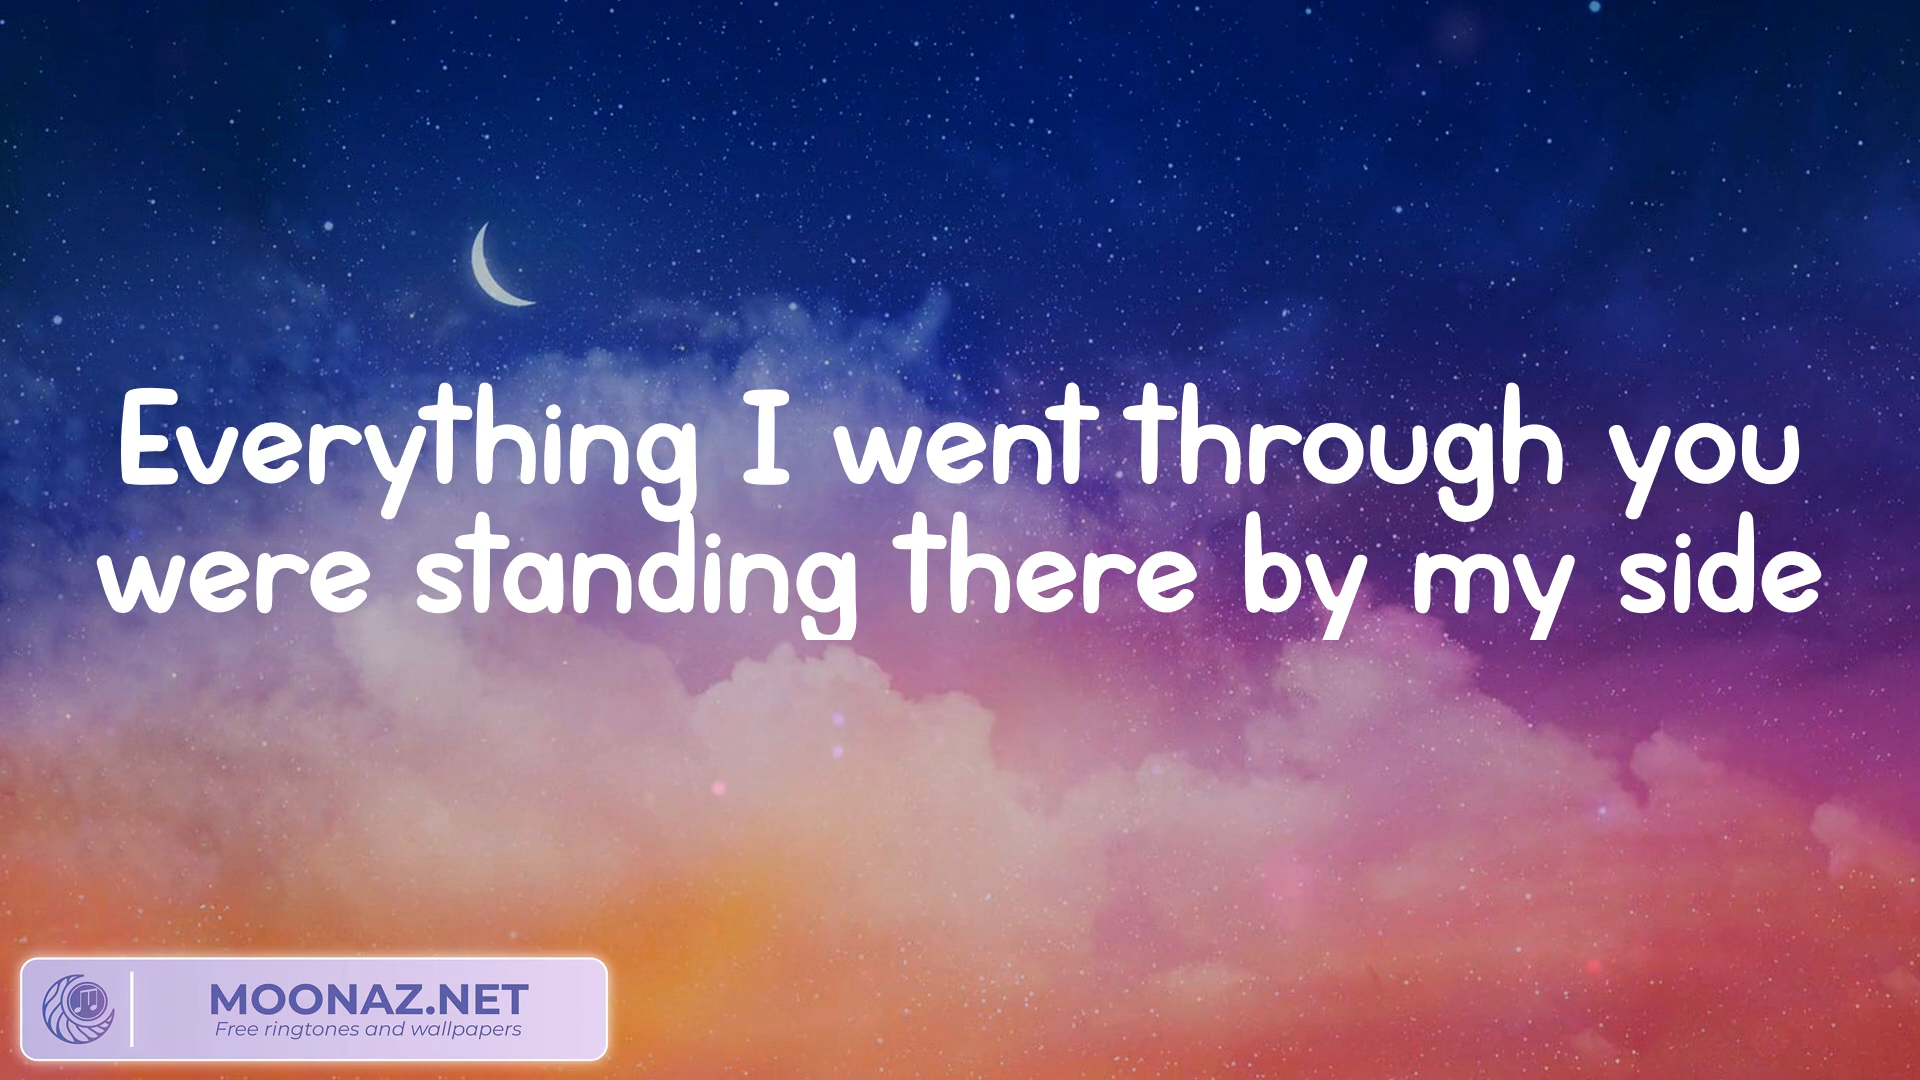 Everything I went through you
were standing there by my side
MOONAZ.NET
Free ringtones and wallpapers